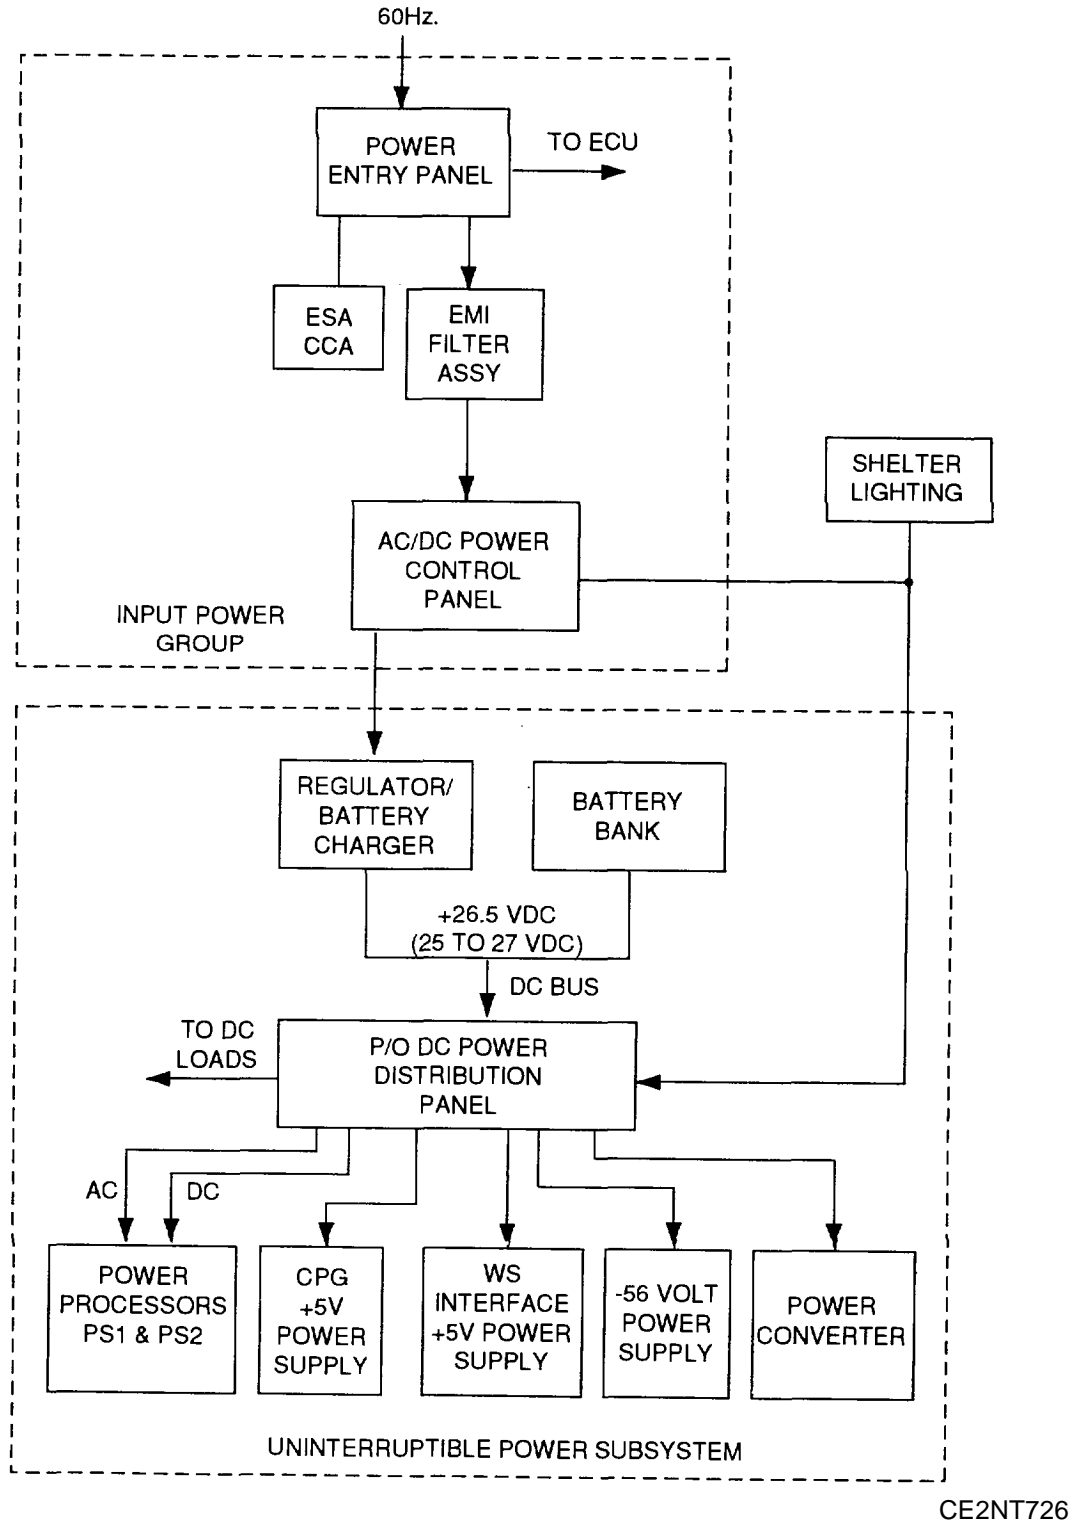 60Hz.
POWER
ENTRY PANEL
TO ECU
ESA
CCA
EMI
FILTER
ASSY
SHELTER
LIGHTING
AC/DC POWER
CONTROL
PANEL
INPUT POWER
GROUP
REGULATOR/
BATTERY
CHARGER
BATTERY
BANK
+26.5 VDC
(25 TO 27 VDC)
DC BUS
TO DC
LOADS
P/O DC POWER
DISTRIBUTION
PANEL
AC
DC
POWER
PROCESSORS
PS1 & PS2
CPG
+5V
POWER
SUPPLY
WS
INTERFACE
+5V POWER
SUPPLY
-56 VOLT
POWER
SUPPLY
POWER
CONVERTER
UNINTERRUPTIBLE POWER SUBSYSTEM
CE2NT726